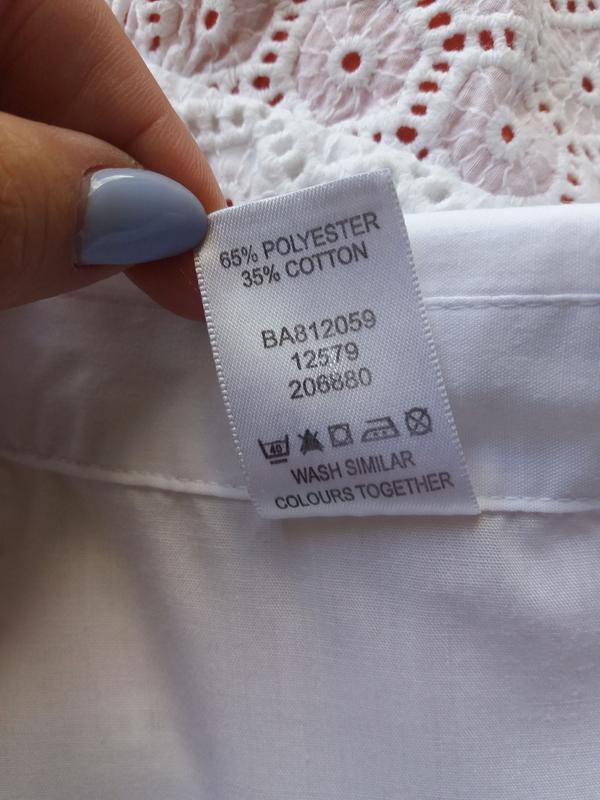 65% POLYESTER
35% COTTON
BA812059
12579
206880
40
WASH SIMILAR
COLOURS TOGETHER